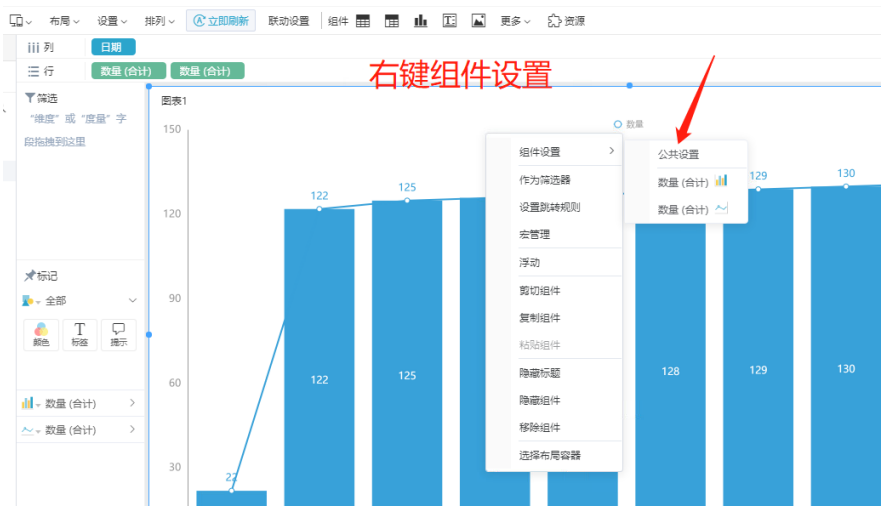 布局 设置 排列 立即刷新 联动设置 组件 更多 资源
列 日期
行 数量 (合计) 数量 (合计)
右键组件设置
筛选
"维度" 或 "度量" 字
段拖拽到这里
标记
全部
颜色 标签 提示
数量 (合计)
数量 (合计)
图表1
数量
150
120
90
60
30
22
122
125
129
130
122
125
128
129
130
组件设置
作为筛选器
设置跳转规则
宏管理
浮动
剪切组件
复制组件
粘贴组件
隐藏标题
隐藏组件
移除组件
选择布局容器
公共设置
数量 (合计)
数量 (合计)